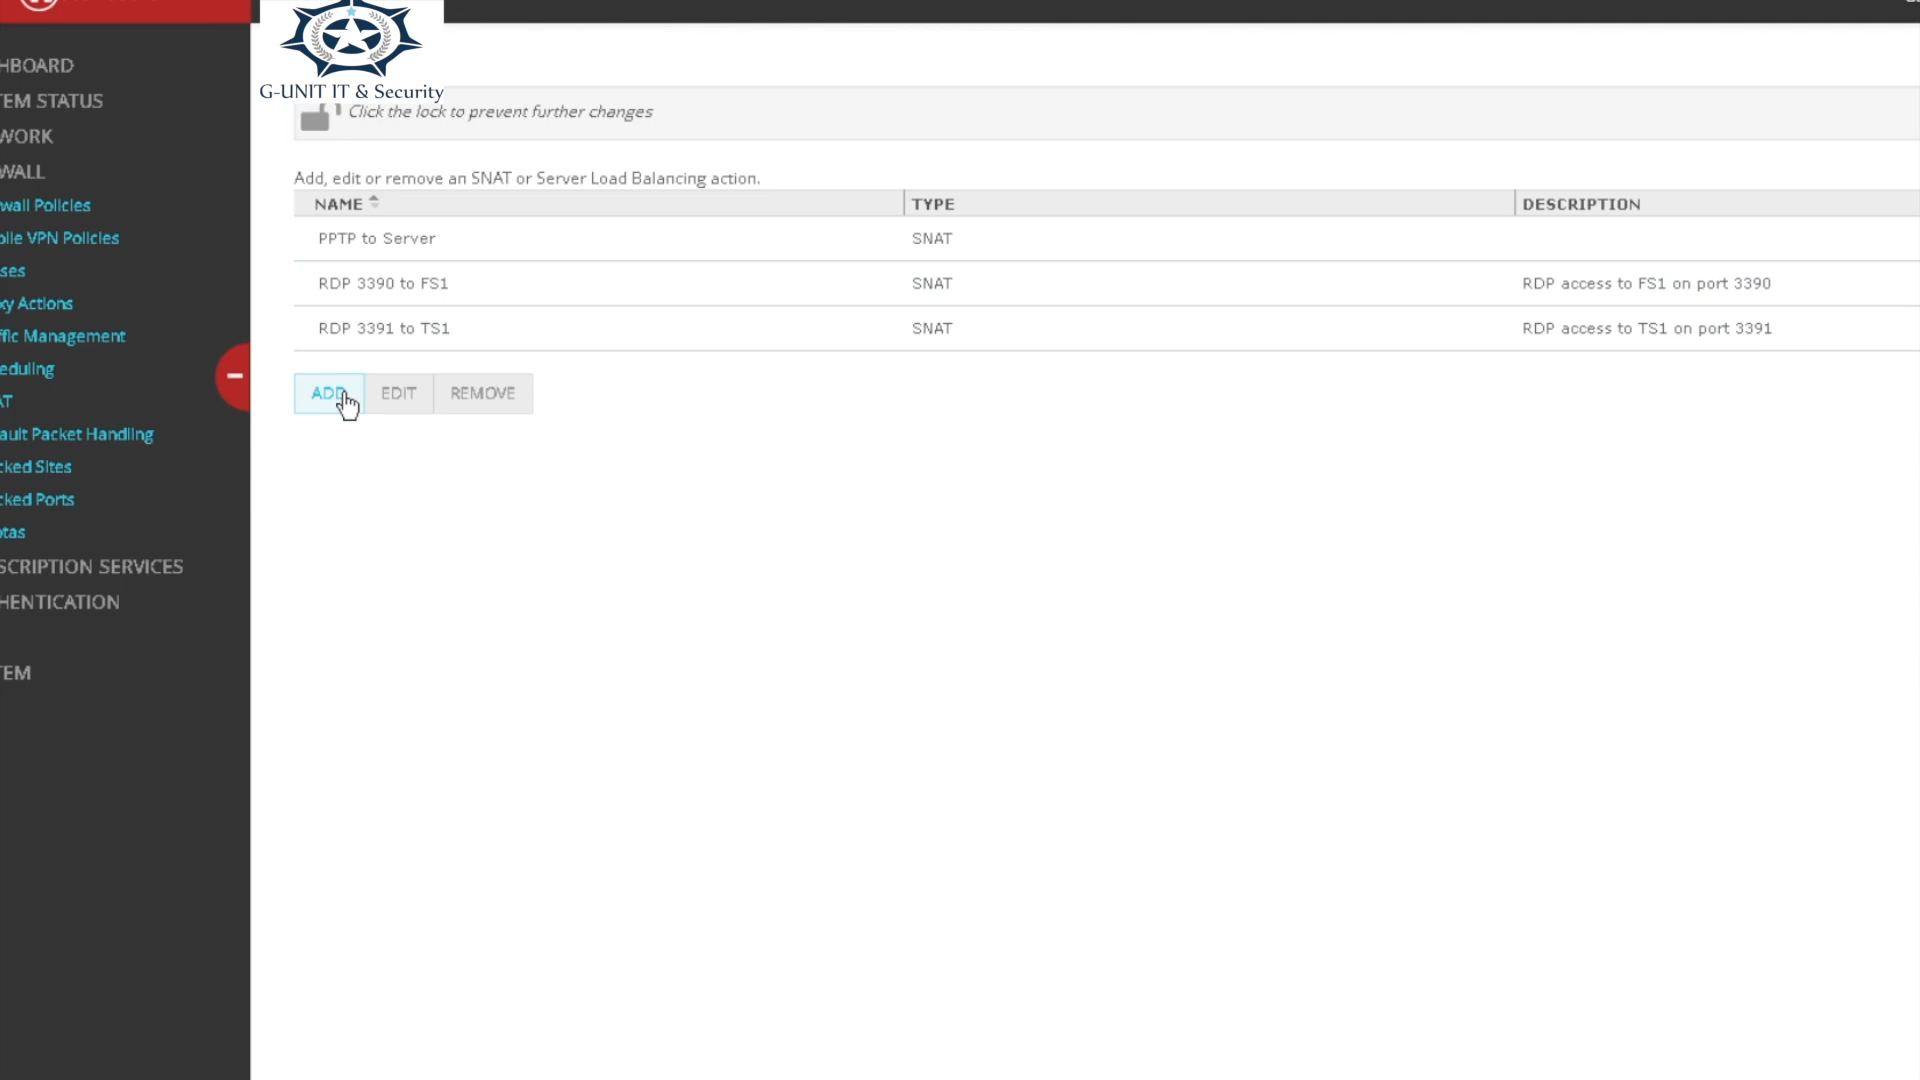 HBOARD
TEM STATUS
WORK
WALL
wall Policies
bile VPN Policies
ses
xy Actions
ffic Management
eduling
AT
ault Packet Handling
cked Sites
cked Ports
otas
SCRIPTION SERVICES
HENTICATION
TEM
G-UNIT IT & Security
Click the lock to prevent further changes
Add, edit or remove an SNAT or Server Load Balancing action.
NAME TYPE DESCRIPTION
PPTP to Server SNAT
RDP 3390 to FS1 SNAT RDP access to FS1 on port 3390
RDP 3391 to TS1 SNAT RDP access to TS1 on port 3391
ADD EDIT REMOVE